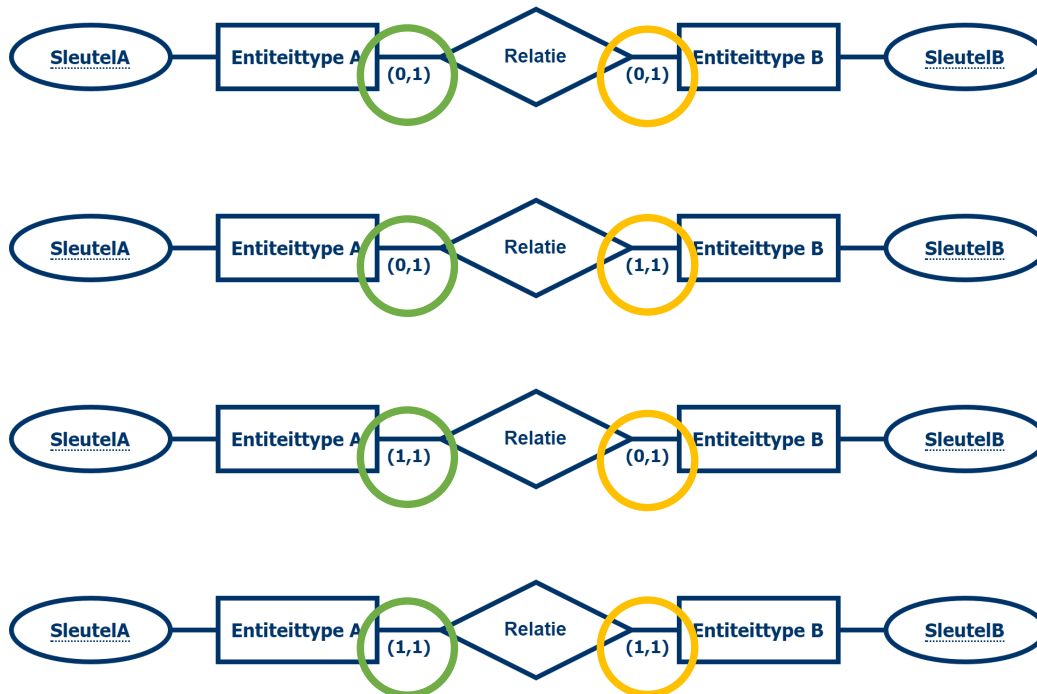 SleutelA Entiteittype A (0,1) Relatie (0,1) Entiteittype B SleutelB
SleutelA Entiteittype A (0,1) Relatie (1,1) Entiteittype B SleutelB
SleutelA Entiteittype A (1,1) Relatie (0,1) Entiteittype B SleutelB
SleutelA Entiteittype A (1,1) Relatie (1,1) Entiteittype B SleutelB